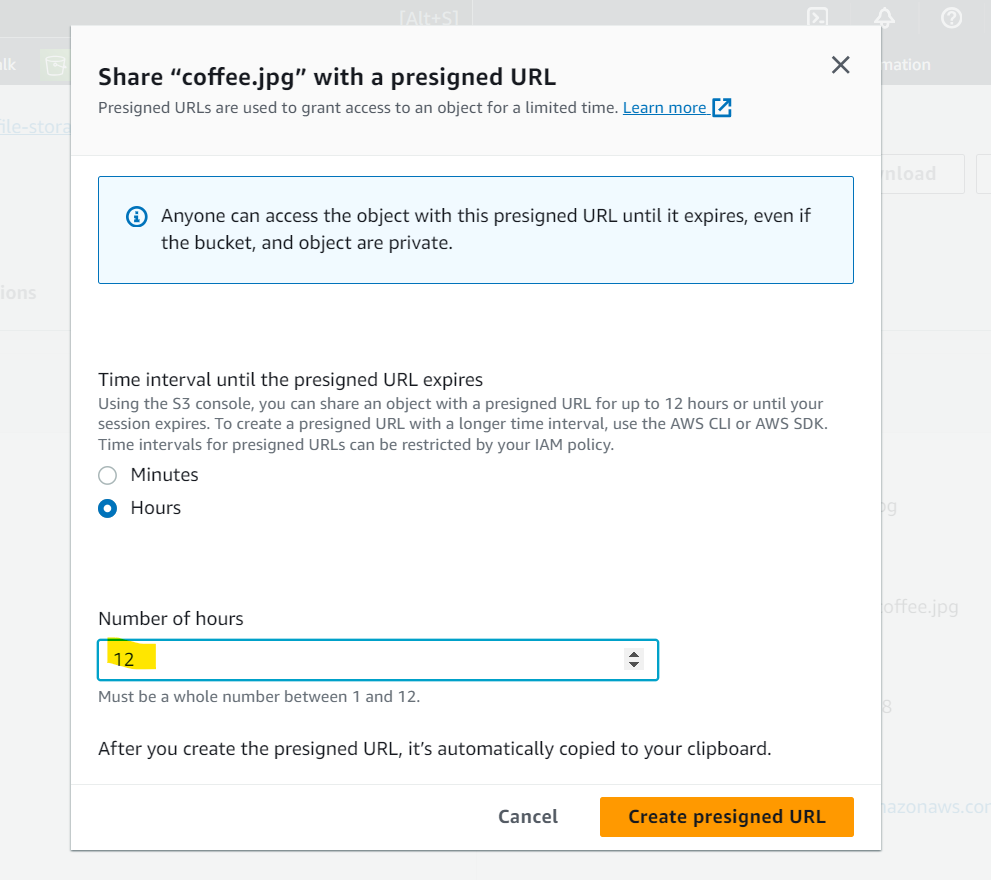 [Alt+S]
lk
mation
file-stora
Share “coffee.jpg” with a presigned URL
Presigned URLs are used to grant access to an object for a limited time. Learn more
nload
Anyone can access the object with this presigned URL until it expires, even if
the bucket, and object are private.
ions
Time interval until the presigned URL expires
Using the S3 console, you can share an object with a presigned URL for up to 12 hours or until your
session expires. To create a presigned URL with a longer time interval, use the AWS CLI or AWS SDK.
Time intervals for presigned URLs can be restricted by your IAM policy.
Minutes
Hours
pg
Number of hours
coffee.jpg
12
Must be a whole number between 1 and 12.
8
After you create the presigned URL, it’s automatically copied to your clipboard.
Cancel
Create presigned URL
mazonaws.cor